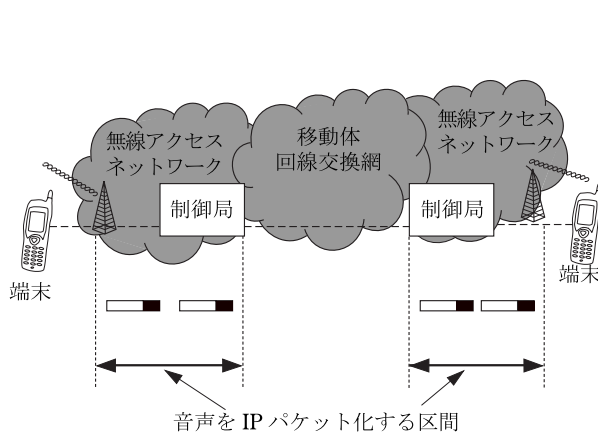 無線アクセス
ネットワーク
移動体
回線交換網
無線アクセス
ネットワーク
制御局
制御局
端末
端末
音声を IP パケット化する区間